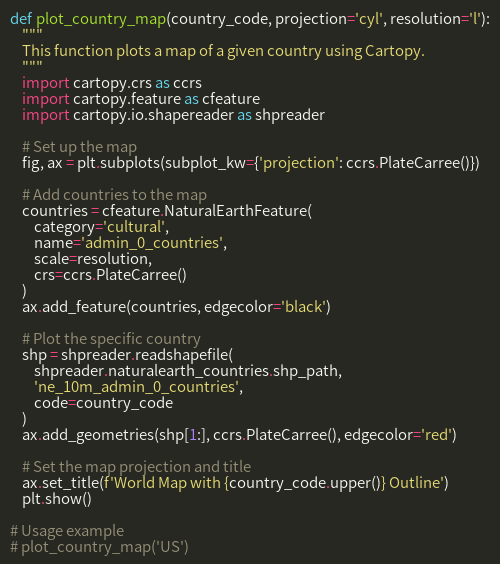 def plot_country_map(country_code, projection='cyl', resolution='l'):
    """
    This function plots a map of a given country using Cartopy.
    """
    import cartopy.crs as ccrs
    import cartopy.feature as cfeature
    import cartopy.io.shapereader as shpreader

    # Set up the map
    fig, ax = plt.subplots(subplot_kw={'projection': ccrs.PlateCarree()})

    # Add countries to the map
    countries = cfeature.NaturalEarthFeature(
        category='cultural',
        name='admin_0_countries',
        scale=resolution,
        crs=ccrs.PlateCarree()
    )
    ax.add_feature(countries, edgecolor='black')

    # Plot the specific country
    shp = shpreader.readshapefile(
        shpreader.naturalearth_countries.shp_path,
        'ne_10m_admin_0_countries',
        code=country_code
    )
    ax.add_geometries(shp[1:], ccrs.PlateCarree(), edgecolor='red')

    # Set the map projection and title
    ax.set_title(f'World Map with {country_code.upper()} Outline')
    plt.show()

# Usage example
# plot_country_map('US')